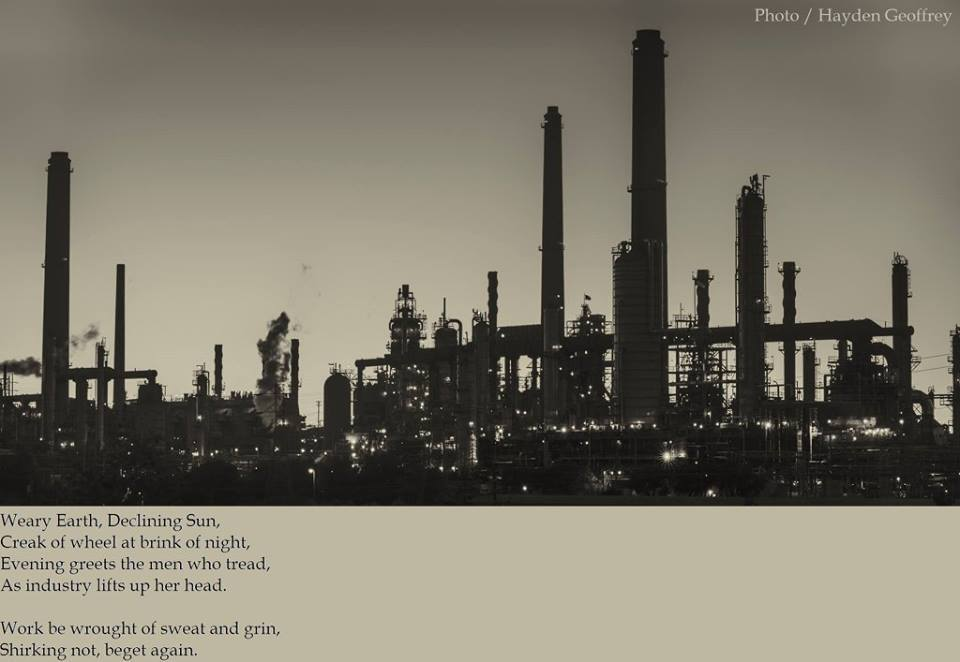 Photo / Hayden Geoffrey
Weary Earth, Declining Sun,
Creak of wheel at brink of night,
Evening greets the men who tread,
As industry lifts up her head.
Work be wrought of sweat and grin,
Shirking not, beget again.